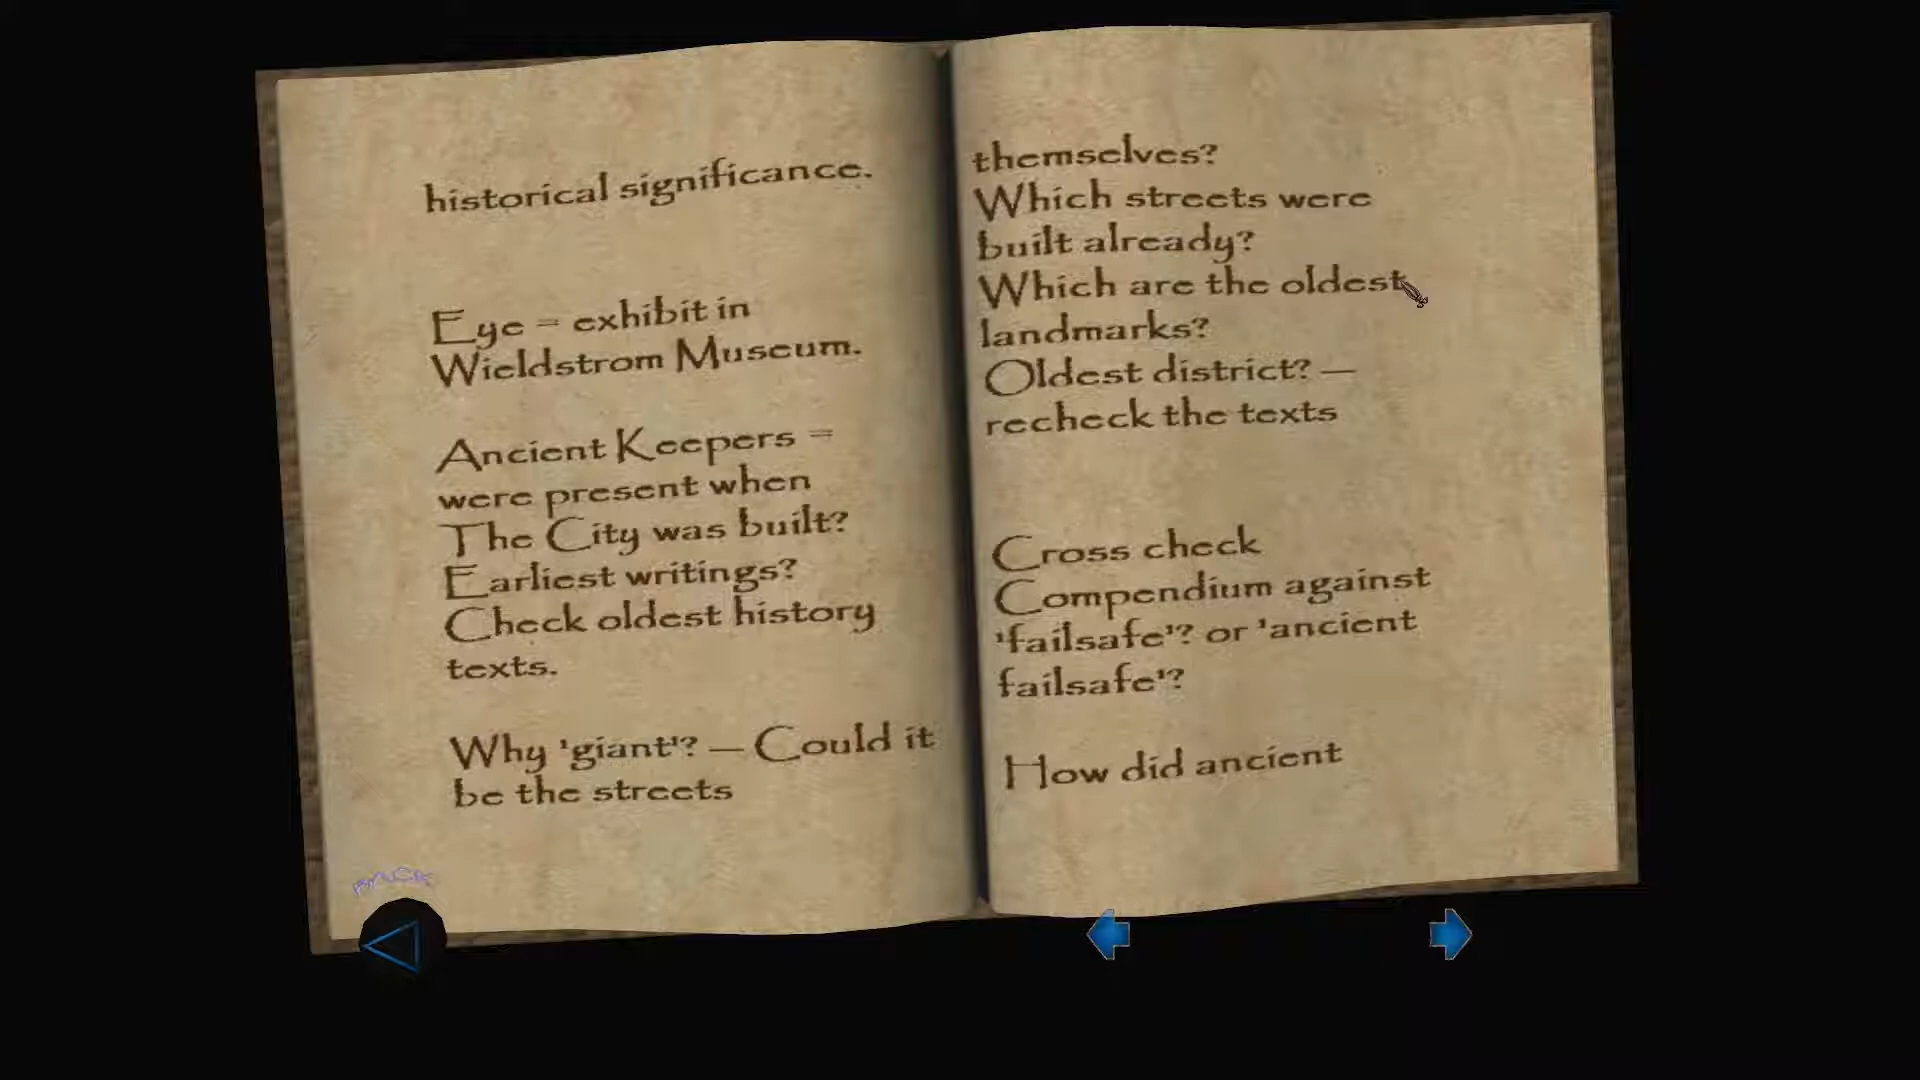 historical significance.
Eye = exhibit in
Wieldstrom Museum.
Ancient Keepers =
were present when
The City was built?
Earliest writings?
Check oldest history
texts.
Why 'giant'? — Could it
be the streets
themselves?
Which streets were
built already?
Which are the oldest
landmarks?
Oldest district? —
recheck the texts
Cross check
Compendium against
'failsafe'? or 'ancient
failsafe'?
How did ancient
BACK